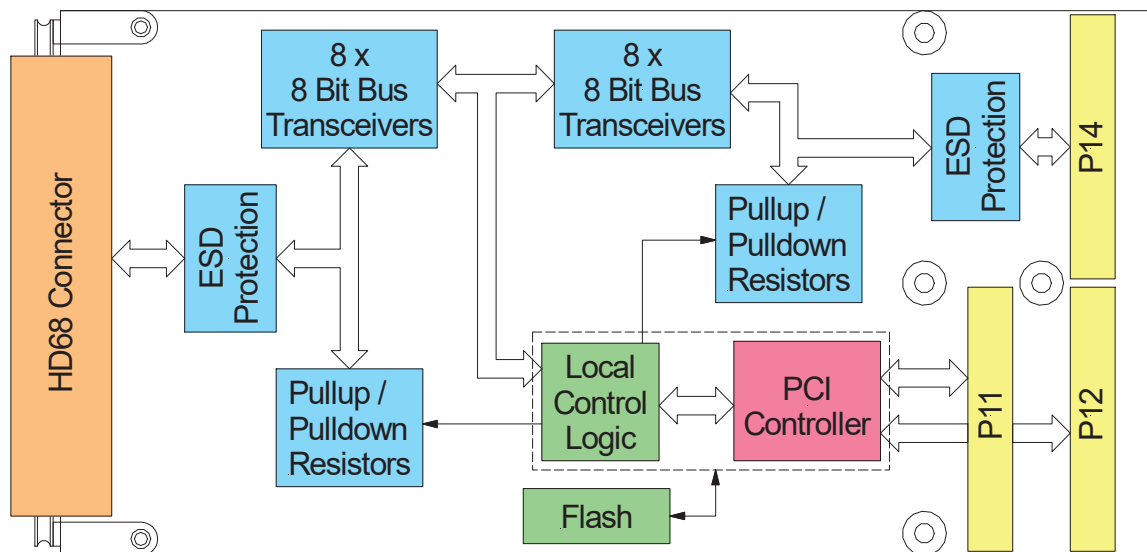 HD68 Connector
ESD
Protection
8 x
8 Bit Bus
Transceivers
8 x
8 Bit Bus
Transceivers
ESD
Protection
P14
Pullup /
Pulldown
Resistors
Pullup /
Pulldown
Resistors
Local
Control
Logic
PCI
Controller
P11
P12
Flash